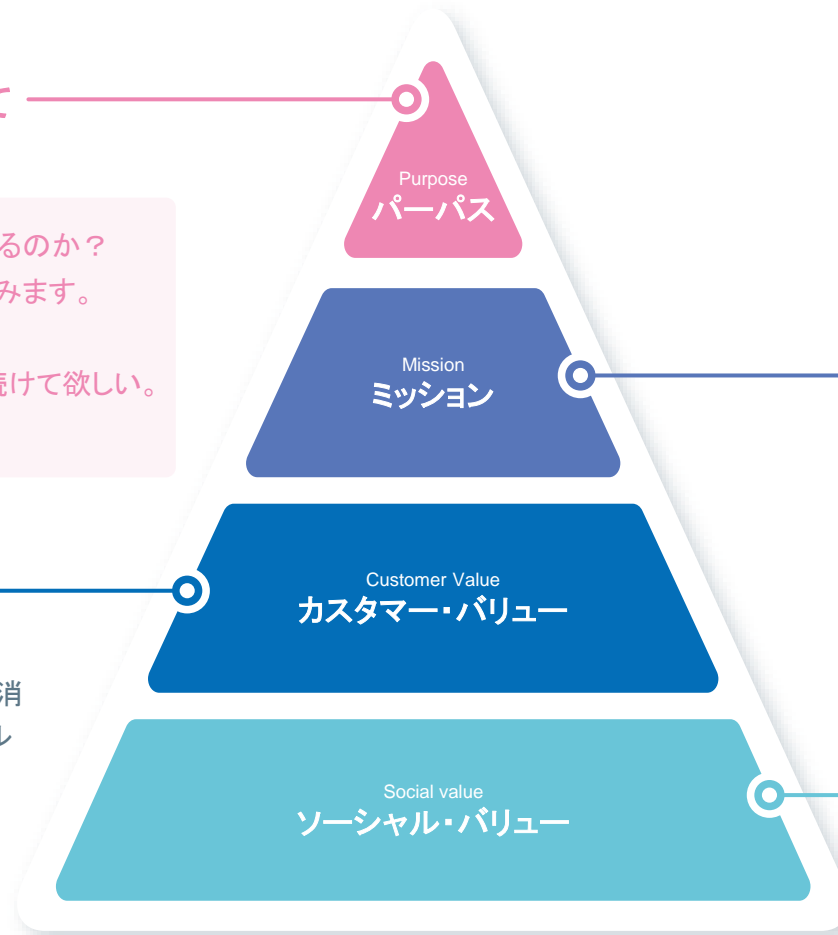 て
Purpose
パーパス
るのか？
みます。
続けて欲しい。
Mission
ミッション
Customer Value
カスタマー・バリュー
消
ル
Social value
ソーシャル・バリュー